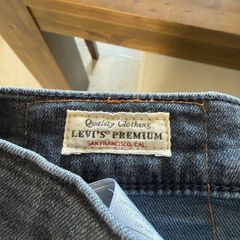 Quality Clothing
LEVI'S® PREMIUM
SAN FRANCISCO, CAL.